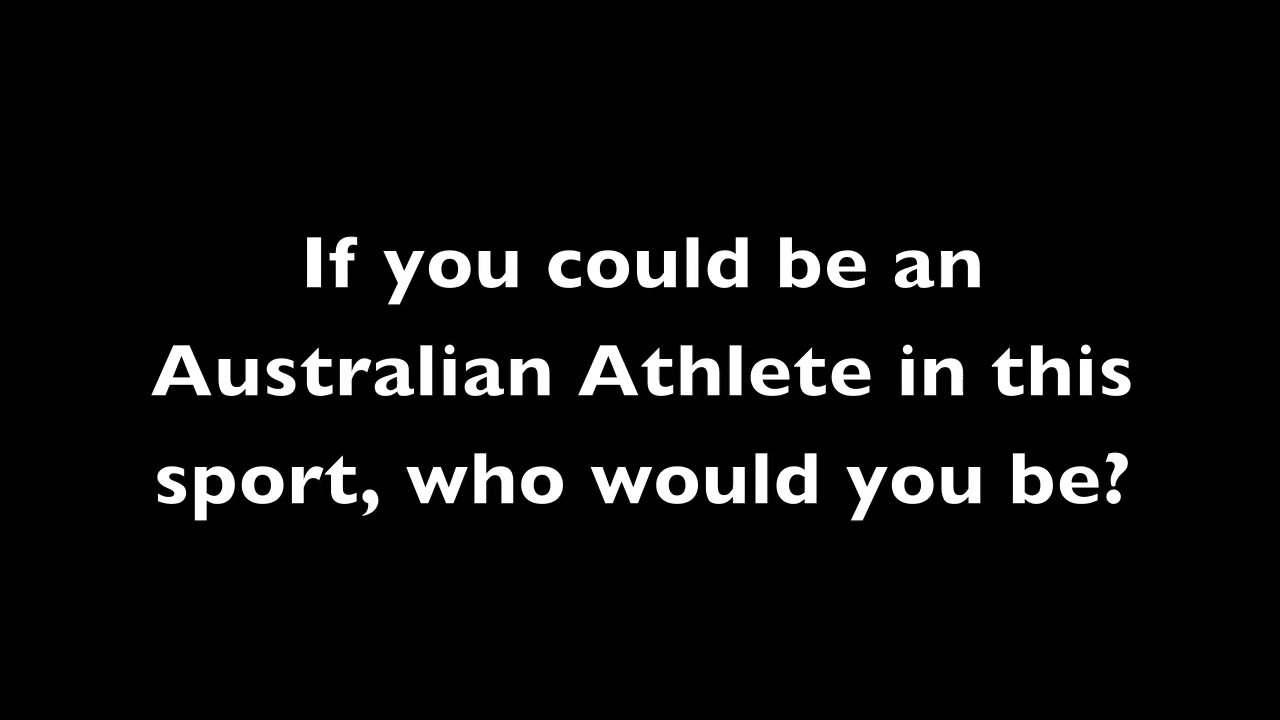 If you could be an
Australian Athlete in this
sport, who would you be?